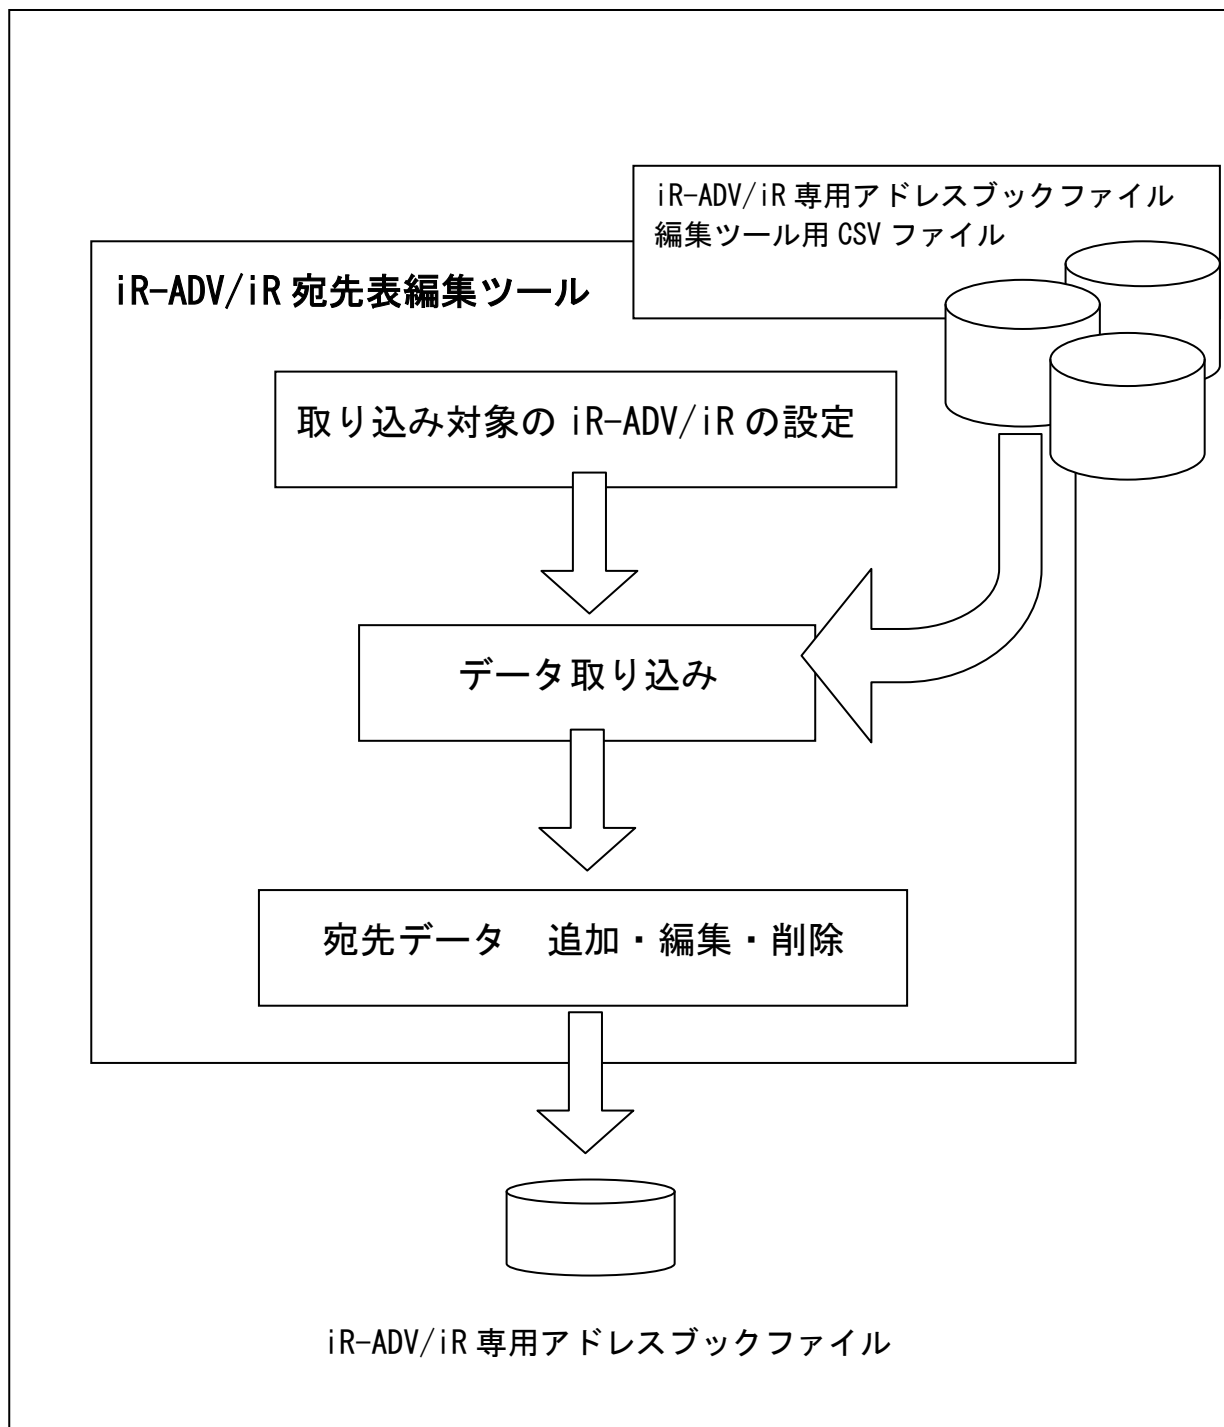 iR-ADV/iR 専用アドレスブックファイル
編集ツール用 CSV ファイル
iR-ADV/iR 宛先表編集ツール
取り込み対象の iR-ADV/iR の設定
データ取り込み
宛先データ　追加・編集・削除
iR-ADV/iR 専用アドレスブックファイル